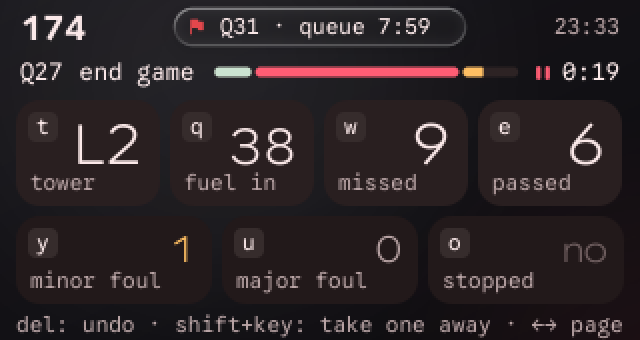 174 Q31 · queue 7:59 23:33
Q27 end game 0:19
t L2 q 38 w 9 e 6
tower fuel in missed passed
y 1 u 0 o no
minor foul major foul stopped
del: undo · shift+key: take one away · ↔ page